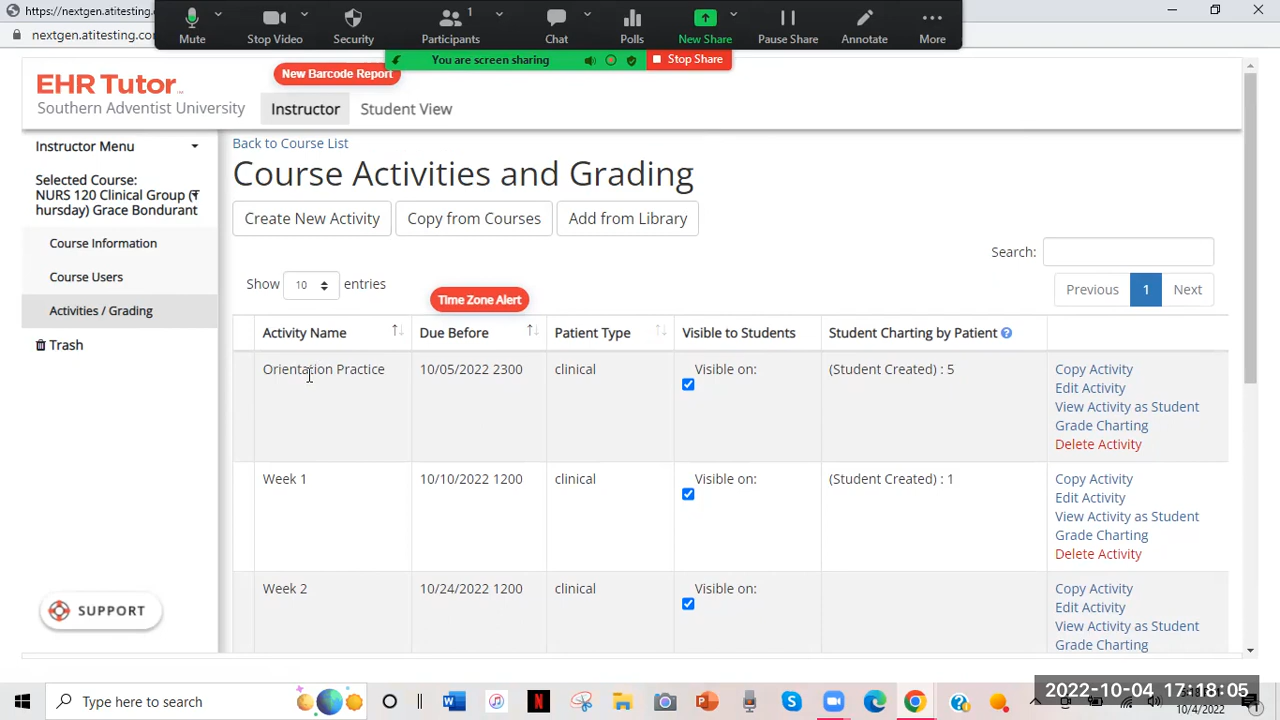 https://nextgen.atitesting
nextgen.atitesting.co
Mute
Stop Video
Security
Participants
1
Chat
Polls
New Share
Pause Share
Annotate
More
You are screen sharing
Stop Share
EHR Tutor
Southern Adventist University
New Barcode Report
Instructor
Student View
Instructor Menu
Selected Course:
NURS 120 Clinical Group (T
hursday) Grace Bondurant
Course Information
Course Users
Activities / Grading
Trash
SUPPORT
Back to Course List
Course Activities and Grading
Create New Activity
Copy from Courses
Add from Library
Search:
Show 10 entries
Time Zone Alert
Previous 1 Next
Activity Name Due Before Patient Type Visible to Students Student Charting by Patient ?
Orientation Practice 10/05/2022 2300 clinical Visible on: (Student Created) : 5 Copy Activity
Edit Activity
View Activity as Student
Grade Charting
Delete Activity
Week 1 10/10/2022 1200 clinical Visible on: (Student Created) : 1 Copy Activity
Edit Activity
View Activity as Student
Grade Charting
Delete Activity
Week 2 10/24/2022 1200 clinical Visible on: Copy Activity
Edit Activity
View Activity as Student
Grade Charting
Type here to search
2022-10-04 17:18:05
10/4/2022